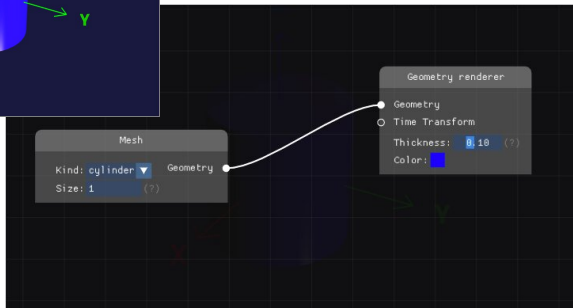 Y
Geometry renderer
Geometry
Time Transform
Thickness: 0.10 (?)
Color:
Mesh
Kind: cylinder Geometry
Size: 1 (?)
Y
X